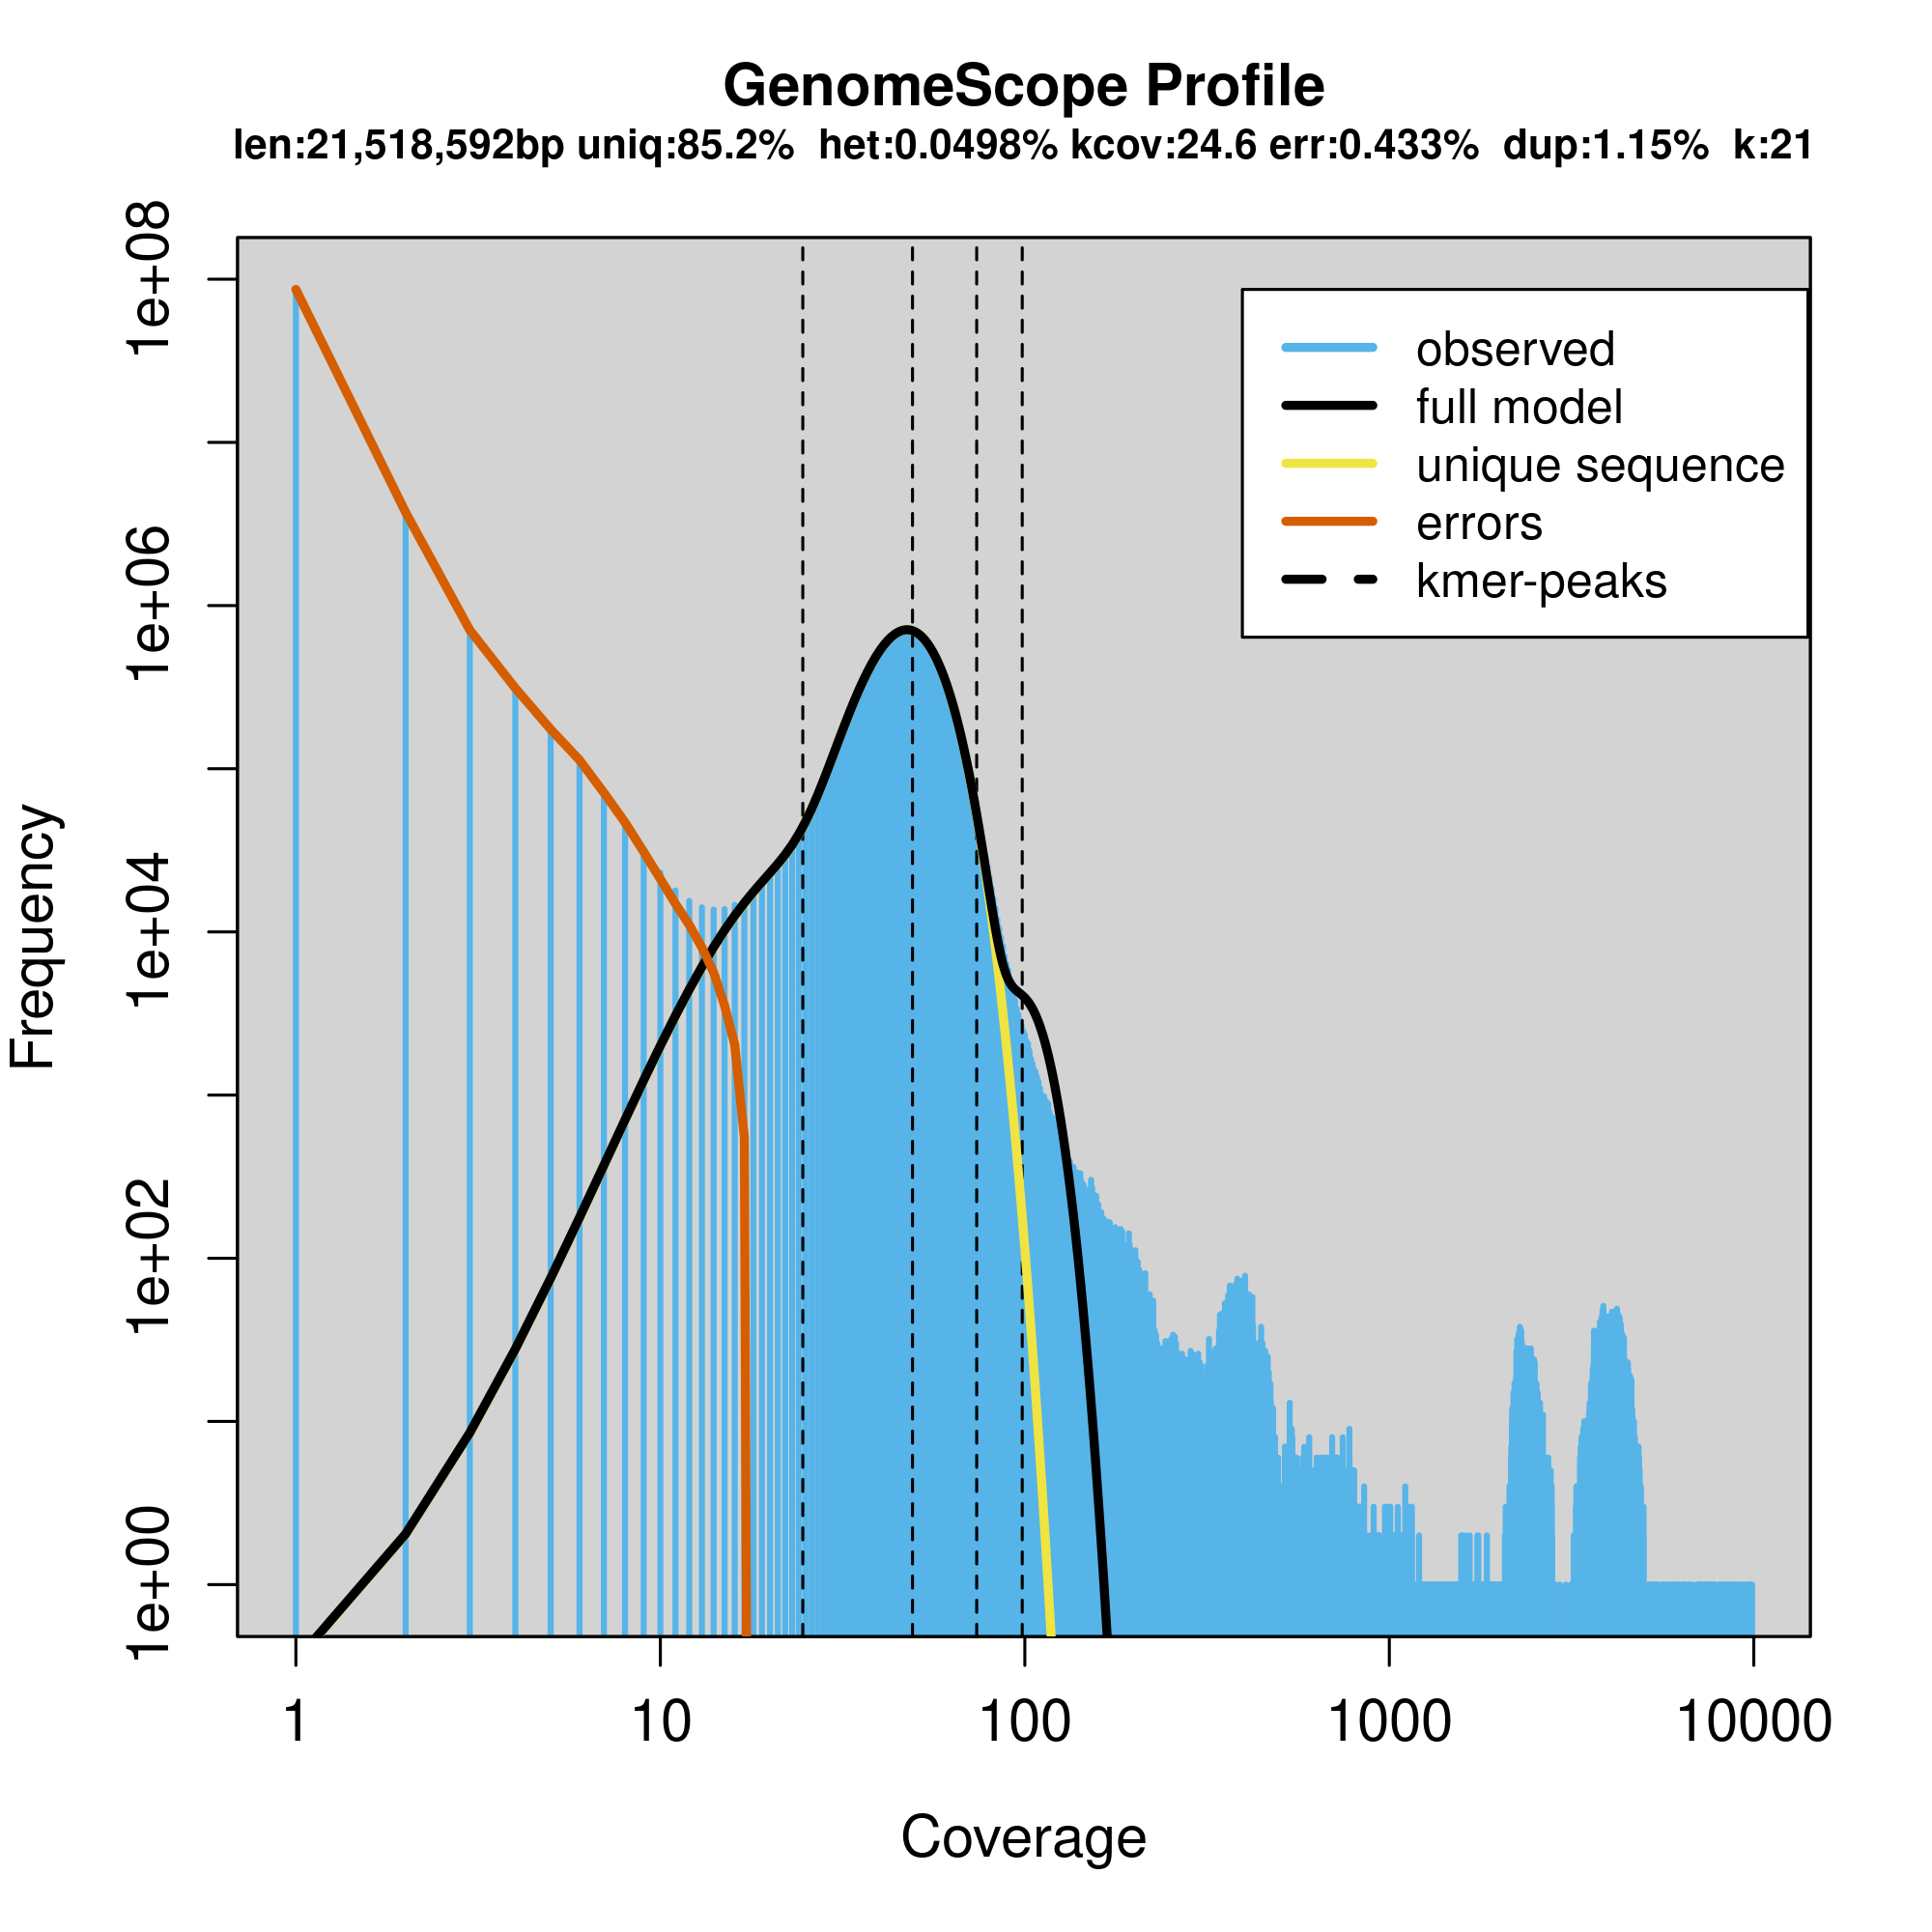 GenomeScope Profile
len:21,518,592bp uniq:85.2% het:0.0498% kcov:24.6 err:0.433% dup:1.15% k:21
1e+08
1e+06
1e+04
1e+02
1e+00
Frequency
observed
full model
unique sequence
errors
kmer-peaks
1
10
100
1000
10000
Coverage